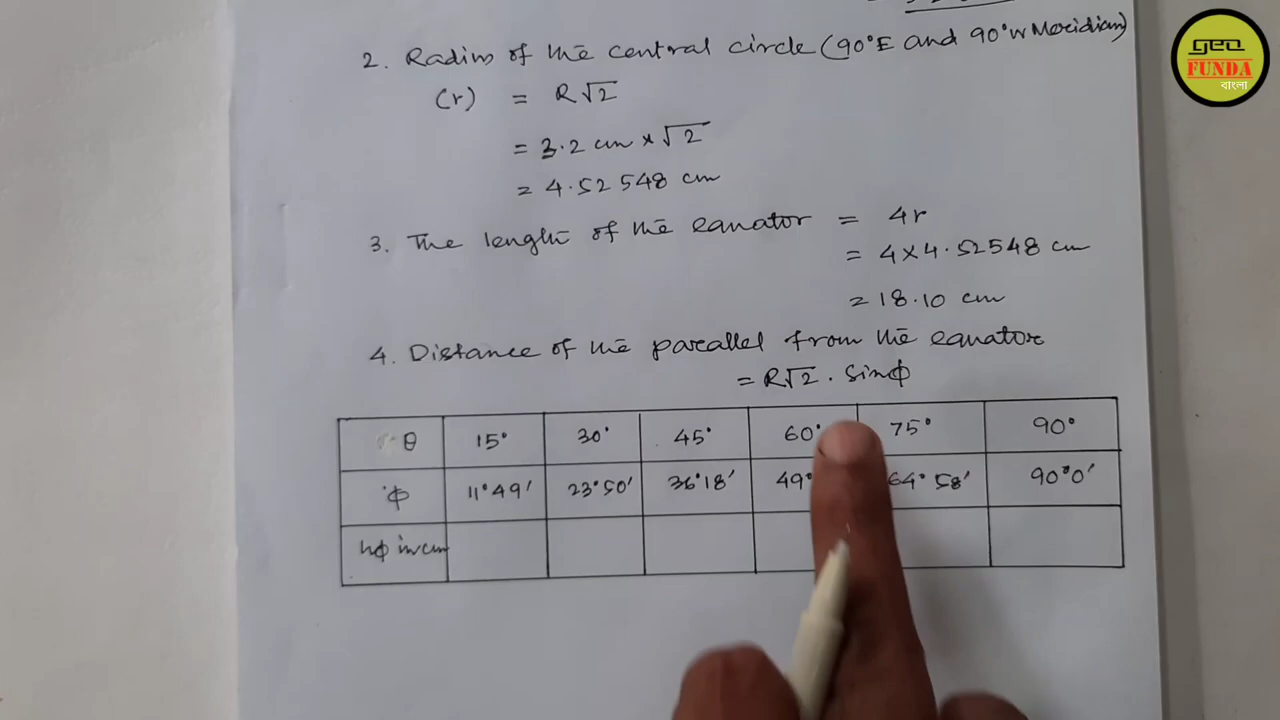 geo
FUNDA
বাংলা
2. Radius of the central circle (90°E and 90°W Meridian)
(r) = R√2
= 3.2 cm × √2
= 4.52548 cm
3. The lenght of the equator = 4r
= 4 × 4.52548 cm
= 18.10 cm
4. Distance of the parallel from the equator
= R√2 . Sinφ
θ 15° 30° 45° 60° 75° 90°
φ 11°49' 23°50' 36°18' 49° 64°58' 90°0'
hφ in cm